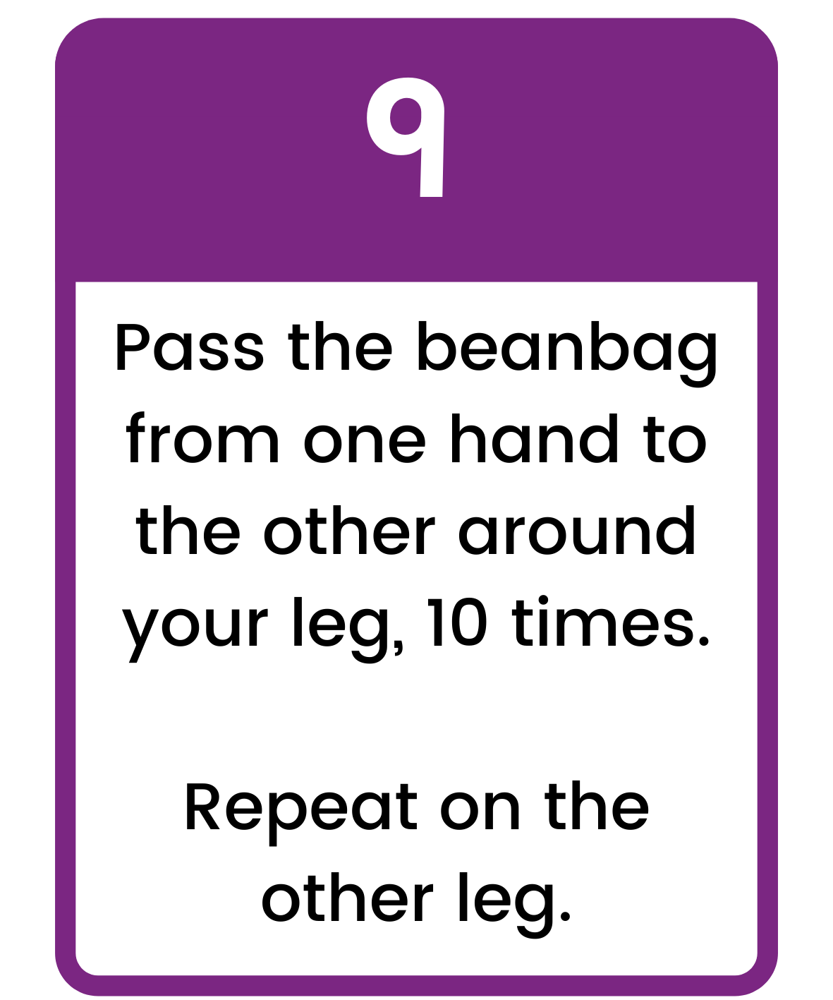 9
Pass the beanbag
from one hand to
the other around
your leg, 10 times.
Repeat on the
other leg.